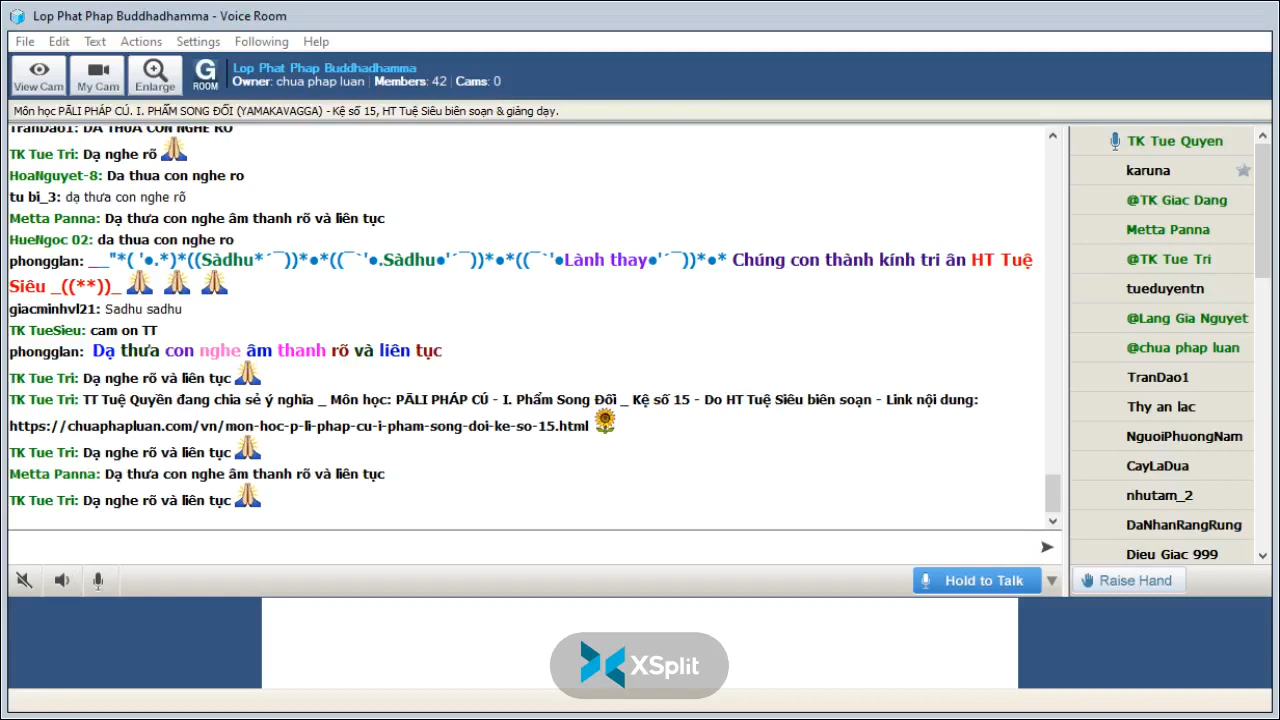 Lop Phat Phap Buddhadhamma - Voice Room
File Edit Text Actions Settings Following Help
View Cam My Cam Enlarge G ROOM
Lop Phat Phap Buddhadhamma
Owner: chua phap luan | Members: 42 | Cams: 0
Môn học PĀLI PHÁP CÚ. I. PHẨM SONG ĐỐI (YAMAKAVAGGA) - Kệ số 15, HT Tuệ Siêu biên soạn & giảng dạy.
TranDao1: DA THUA CON NGHE RO
TK Tue Tri: Dạ nghe rõ
HoaNguyet-8: Da thua con nghe ro
tu bi_3: dạ thưa con nghe rõ
Metta Panna: Dạ thưa con nghe âm thanh rõ và liên tục
HueNgoc 02: da thua con nghe ro
phongglan: __"*( '●.*)*((Sàdhu*´¯))*●*((¯`'●.Sàdhu●'´¯))*●*((¯`'●Lành thay●'´¯))*●* Chúng con thành kính tri ân HT Tuệ
Siêu _((**))_
giacminhvl21: Sadhu sadhu
TK TueSieu: cam on TT
phongglan: Dạ thưa con nghe âm thanh rõ và liên tục
TK Tue Tri: Dạ nghe rõ và liên tục
TK Tue Tri: TT Tuệ Quyền đang chia sẻ ý nghĩa _ Môn học: PĀLI PHÁP CÚ - I. Phẩm Song Đối _ Kệ số 15 - Do HT Tuệ Siêu biên soạn - Link nội dung:
https://chuaphapluan.com/vn/mon-hoc-p-li-phap-cu-i-pham-song-doi-ke-so-15.html
TK Tue Tri: Dạ nghe rõ và liên tục
Metta Panna: Dạ thưa con nghe âm thanh rõ và liên tục
TK Tue Tri: Dạ nghe rõ và liên tục
TK Tue Quyen
karuna
@TK Giac Dang
Metta Panna
@TK Tue Tri
tueduyentn
@Lang Gia Nguyet
@chua phap luan
TranDao1
Thy an lac
NguoiPhuongNam
CayLaDua
nhutam_2
DaNhanRangRung
Dieu Giac 999
Hold to Talk
Raise Hand
XSplit